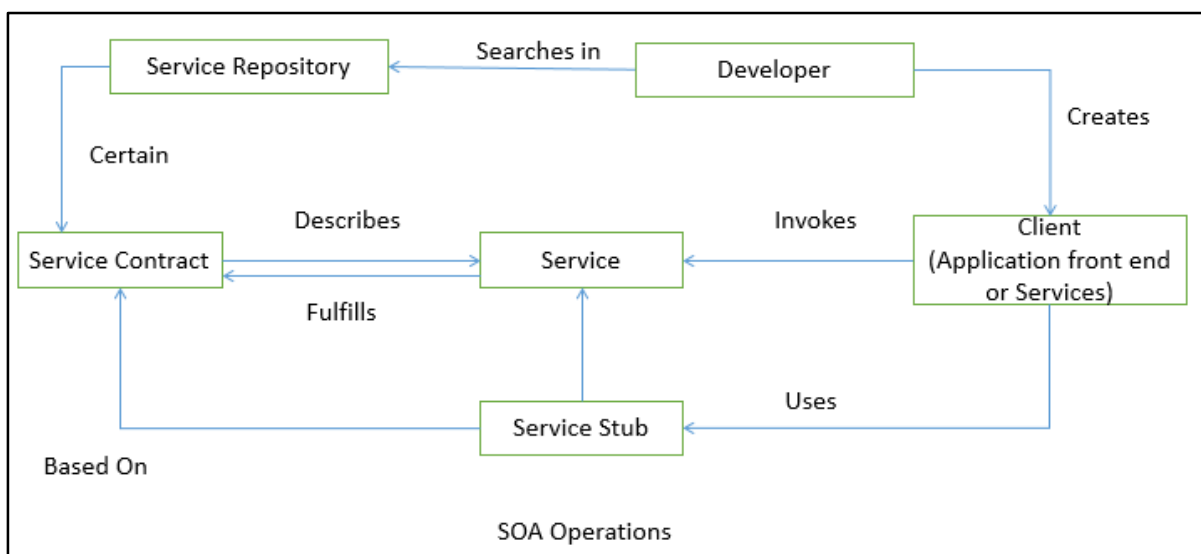 Searches in
Service Repository
Developer
Creates
Certain
Describes
Invokes
Service Contract
Service
Client
(Application front end
or Services)
Fulfills
Uses
Service Stub
Based On
SOA Operations